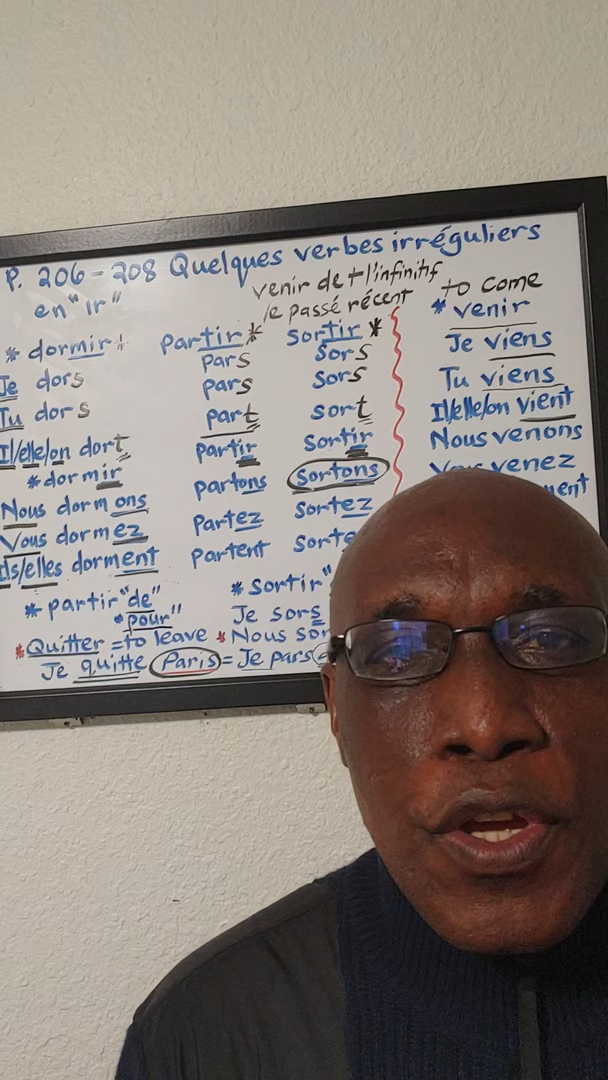 P. 206-208 Quelques verbes irréguliers
en "ir"
venir de + l'infinitif
le passé récent
to come
* dormir +
Je dors
Tu dors
Il/elle/on dort
* dormir
Nous dormons
Vous dormez
Ils/elles dorment
partir *
pars
pars
part
partir
partons
partez
partent
sortir *
sors
sors
sort
sortir
sortons
sortez
* venir
Je viens
Tu viens
Il/elle/on vient
Nous venons
venez
* partir "de"
"pour"
* sortir"
Je sors
* Quitter = to leave * Nous
Je quitte Paris = Je pars